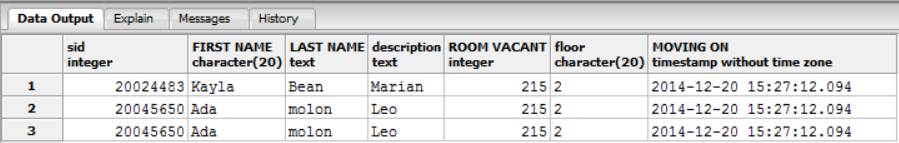 Data Output Explain Messages History
sid FIRST NAME LAST NAME description ROOM VACANT floor MOVING ON
integer character(20) text text integer character(20) timestamp without time zone
1 20024483 Kayla Bean Marian 215 2 2014-12-20 15:27:12.094
2 20045650 Ada molon Leo 215 2 2014-12-20 15:27:12.094
3 20045650 Ada molon Leo 215 2 2014-12-20 15:27:12.094